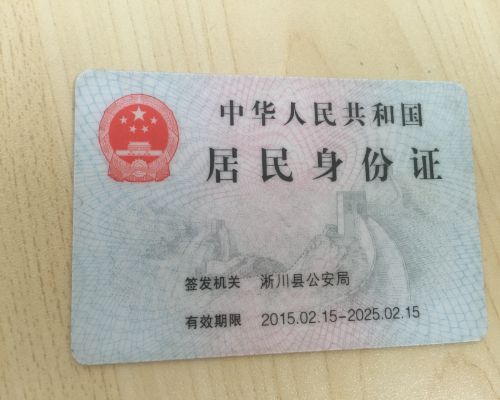 中华人民共和国
居民身份证
签发机关 淅川县公安局
有效期限 2015.02.15-2025.02.15